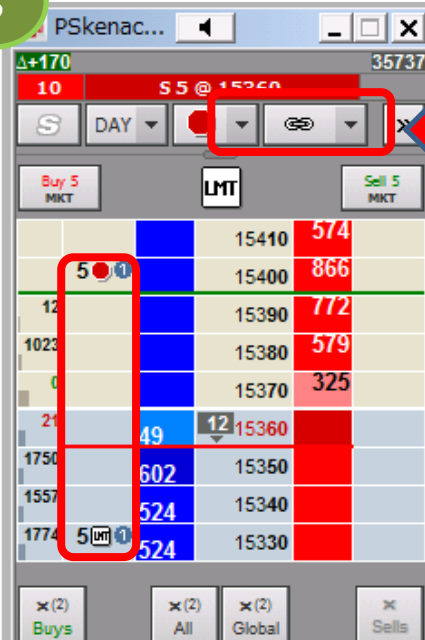 PSkenac...
Δ+170 35737
10 S 5 @ 15360
S DAY »
Buy 5 MKT LMT Sell 5 MKT
15410 574
5 1 15400 866
12 15390 772
1023 15380 579
0 15370 325
21 49 12 15360
1750 602 15350
1557 524 15340
1774 5 LMT 1 524 15330
×(2) ×(2) ×(2) ×
Buys All Global Sells